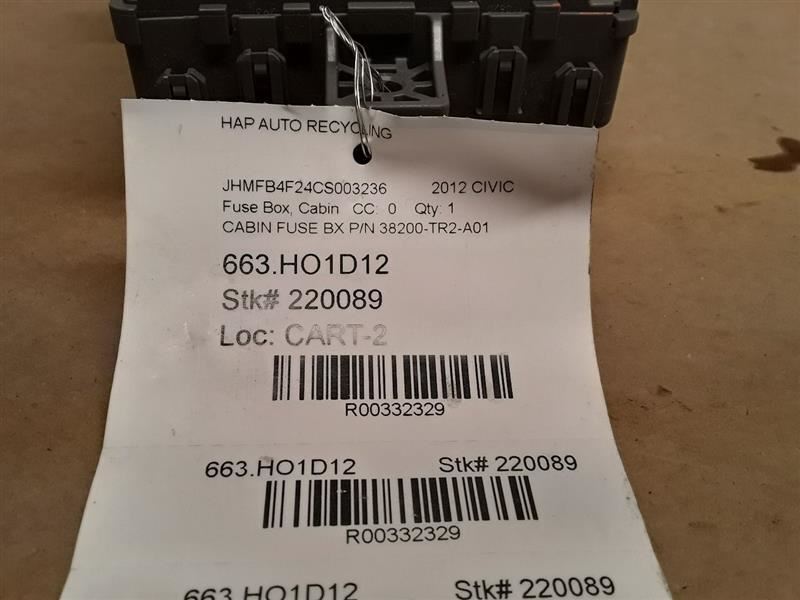 HAP AUTO RECYCLING
JHMFB4F24CS003236 2012 CIVIC
Fuse Box, Cabin CC: 0 Qty: 1
CABIN FUSE BX P/N 38200-TR2-A01
663.HO1D12
Stk# 220089
Loc: CART-2
R00332329
663.HO1D12 Stk# 220089
R00332329
663.HO1D12 Stk# 220089